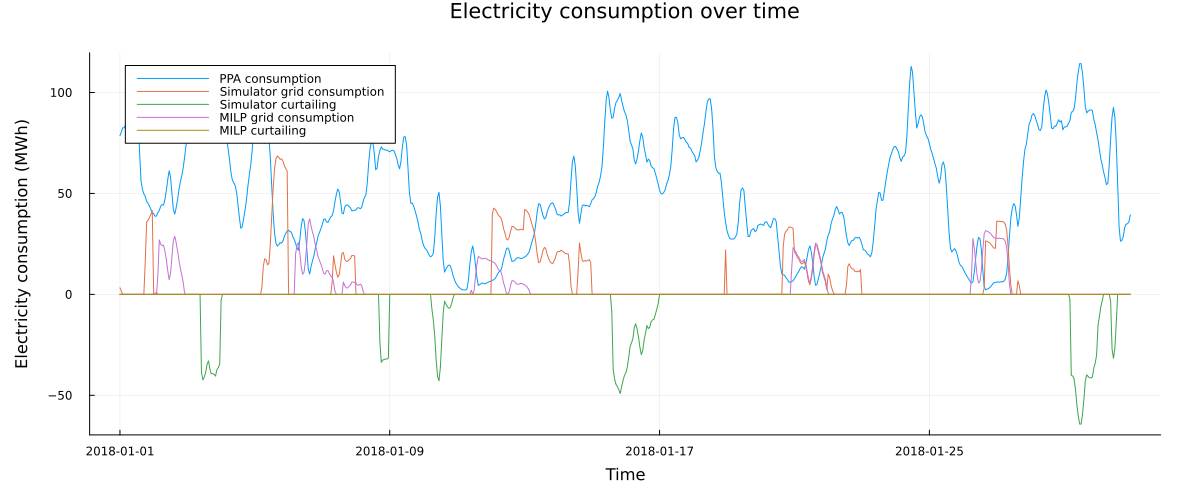 Electricity consumption over time
PPA consumption
Simulator grid consumption
Simulator curtailing
MILP grid consumption
MILP curtailing
100
50
0
−50
Electricity consumption (MWh)
2018-01-01
2018-01-09
2018-01-17
2018-01-25
Time